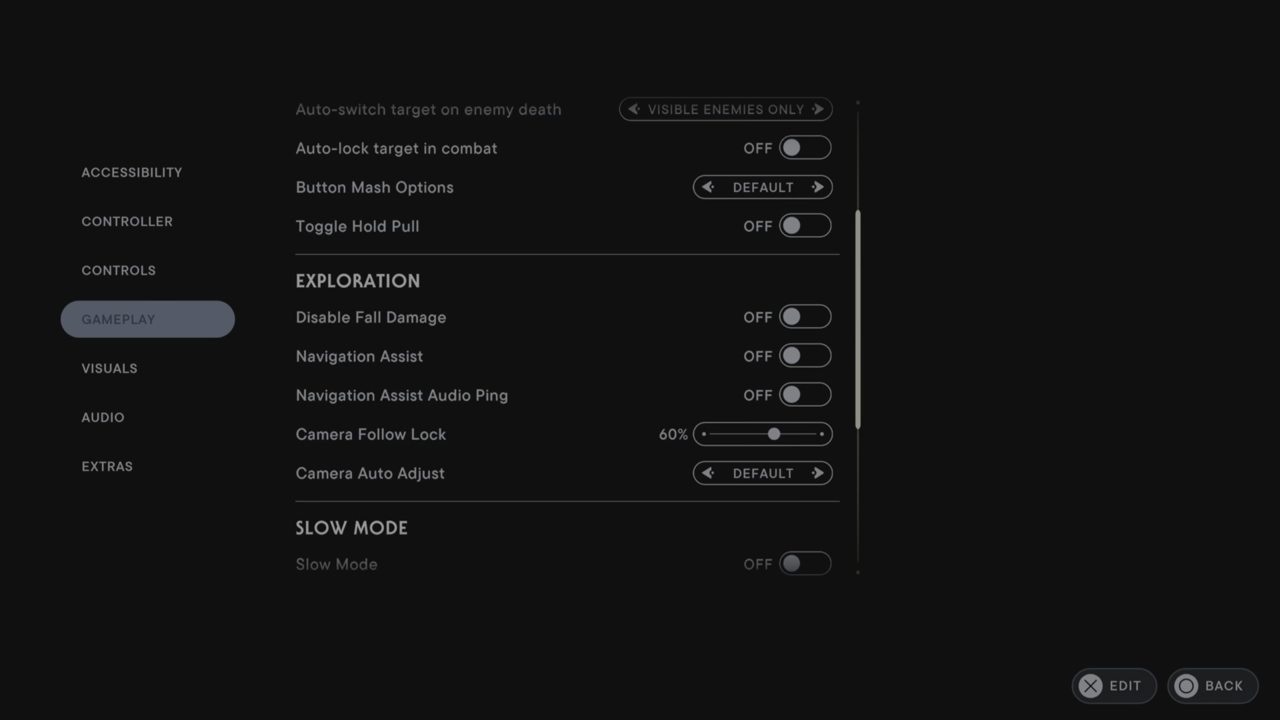 ACCESSIBILITY
CONTROLLER
CONTROLS
GAMEPLAY
VISUALS
AUDIO
EXTRAS
Auto-switch target on enemy death VISIBLE ENEMIES ONLY
Auto-lock target in combat OFF
Button Mash Options DEFAULT
Toggle Hold Pull OFF
EXPLORATION
Disable Fall Damage OFF
Navigation Assist OFF
Navigation Assist Audio Ping OFF
Camera Follow Lock 60%
Camera Auto Adjust DEFAULT
SLOW MODE
Slow Mode OFF
EDIT BACK